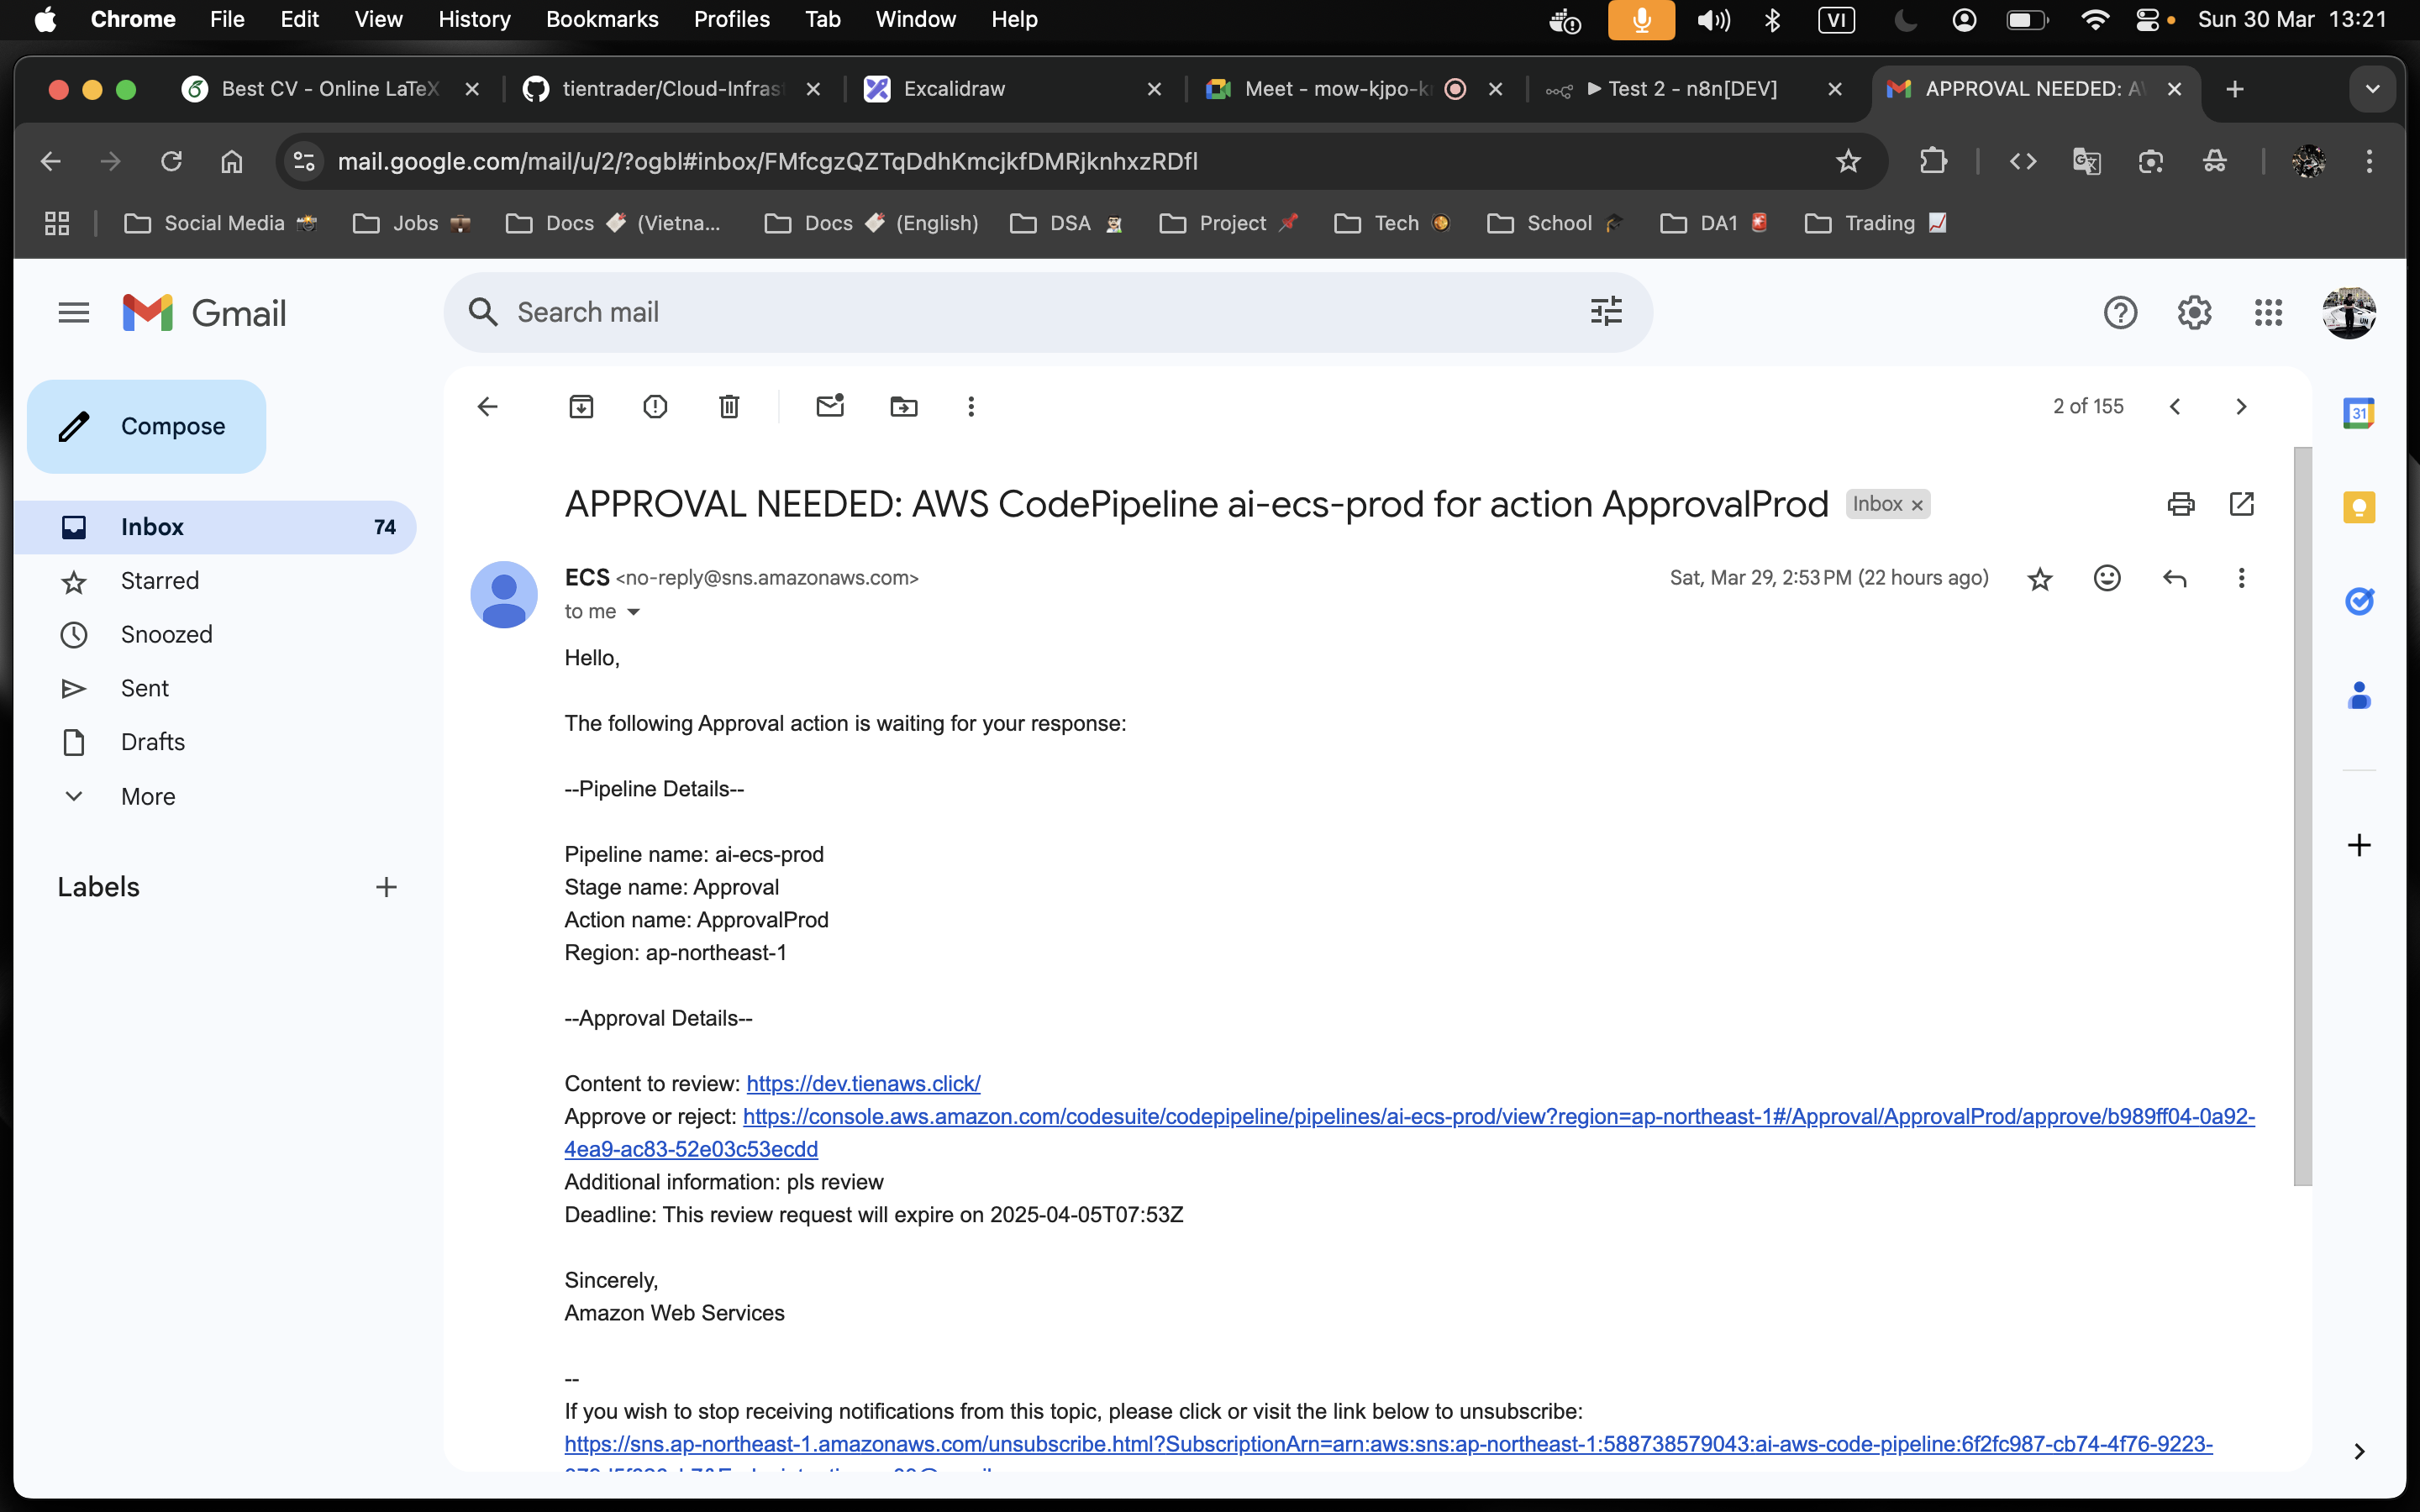 Chrome File Edit View History Bookmarks Profiles Tab Window Help VI Sun 30 Mar 13:21
Best CV - Online LaTeX tientrader/Cloud-Infras Excalidraw Meet - mow-kjpo-k Test 2 - n8n[DEV] APPROVAL NEEDED: A
mail.google.com/mail/u/2/?ogbl#inbox/FMfcgzQZTqDdhKmcjkfDMRjknhxzRDfl
Social Media Jobs Docs (Vietna... Docs (English) DSA Project Tech School DA1 Trading
Gmail
Search mail
Compose
2 of 155
31
Inbox 74
Starred
Snoozed
Sent
Drafts
More
Labels
APPROVAL NEEDED: AWS CodePipeline ai-ecs-prod for action ApprovalProd Inbox
ECS <no-reply@sns.amazonaws.com> Sat, Mar 29, 2:53 PM (22 hours ago)
to me
Hello,
The following Approval action is waiting for your response:
--Pipeline Details--
Pipeline name: ai-ecs-prod
Stage name: Approval
Action name: ApprovalProd
Region: ap-northeast-1
--Approval Details--
Content to review: https://dev.tienaws.click/
Approve or reject: https://console.aws.amazon.com/codesuite/codepipeline/pipelines/ai-ecs-prod/view?region=ap-northeast-1#/Approval/ApprovalProd/approve/b989ff04-0a92-
4ea9-ac83-52e03c53ecdd
Additional information: pls review
Deadline: This review request will expire on 2025-04-05T07:53Z
Sincerely,
Amazon Web Services
--
If you wish to stop receiving notifications from this topic, please click or visit the link below to unsubscribe:
https://sns.ap-northeast-1.amazonaws.com/unsubscribe.html?SubscriptionArn=arn:aws:sns:ap-northeast-1:588738579043:ai-aws-code-pipeline:6f2fc987-cb74-4f76-9223-